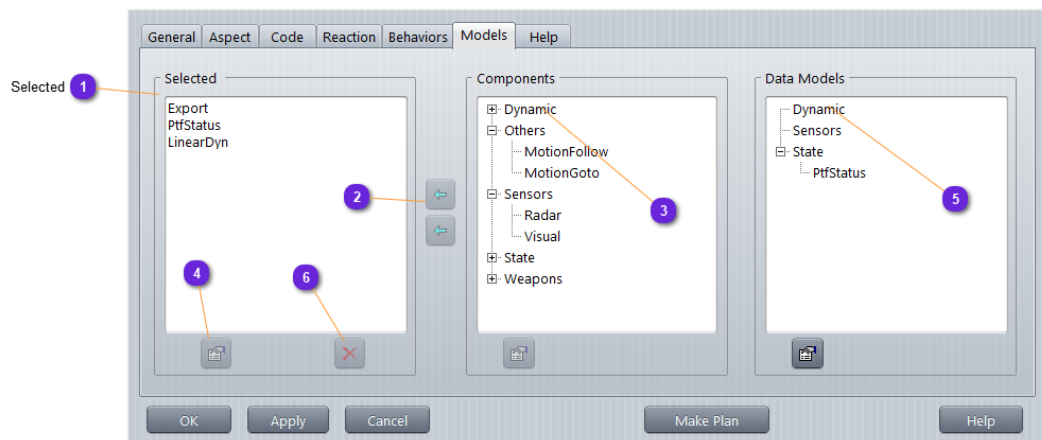 General Aspect Code Reaction Behaviors Models Help
Selected 1
Selected
Export
PtfStatus
LinearDyn
2
4
6
Components
Dynamic
Others
MotionFollow
MotionGoto
Sensors
Radar
Visual
State
Weapons
3
Data Models
Dynamic
Sensors
State
PtfStatus
5
OK Apply Cancel Make Plan Help